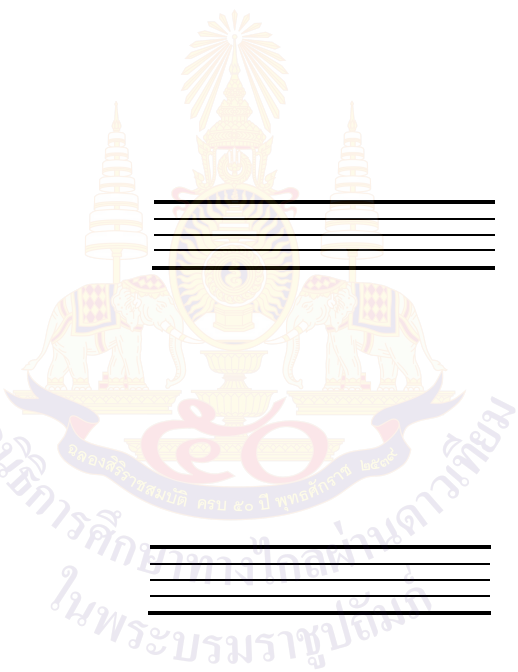 ๕๐
ฉลองสิริราชสมบัติ ครบ ๕๐ ปี พุทธศักราช ๒๕๓๙
การศึกษาทางไกลผ่านดาวเทียม
ในพระบรมราชูปถัมภ์